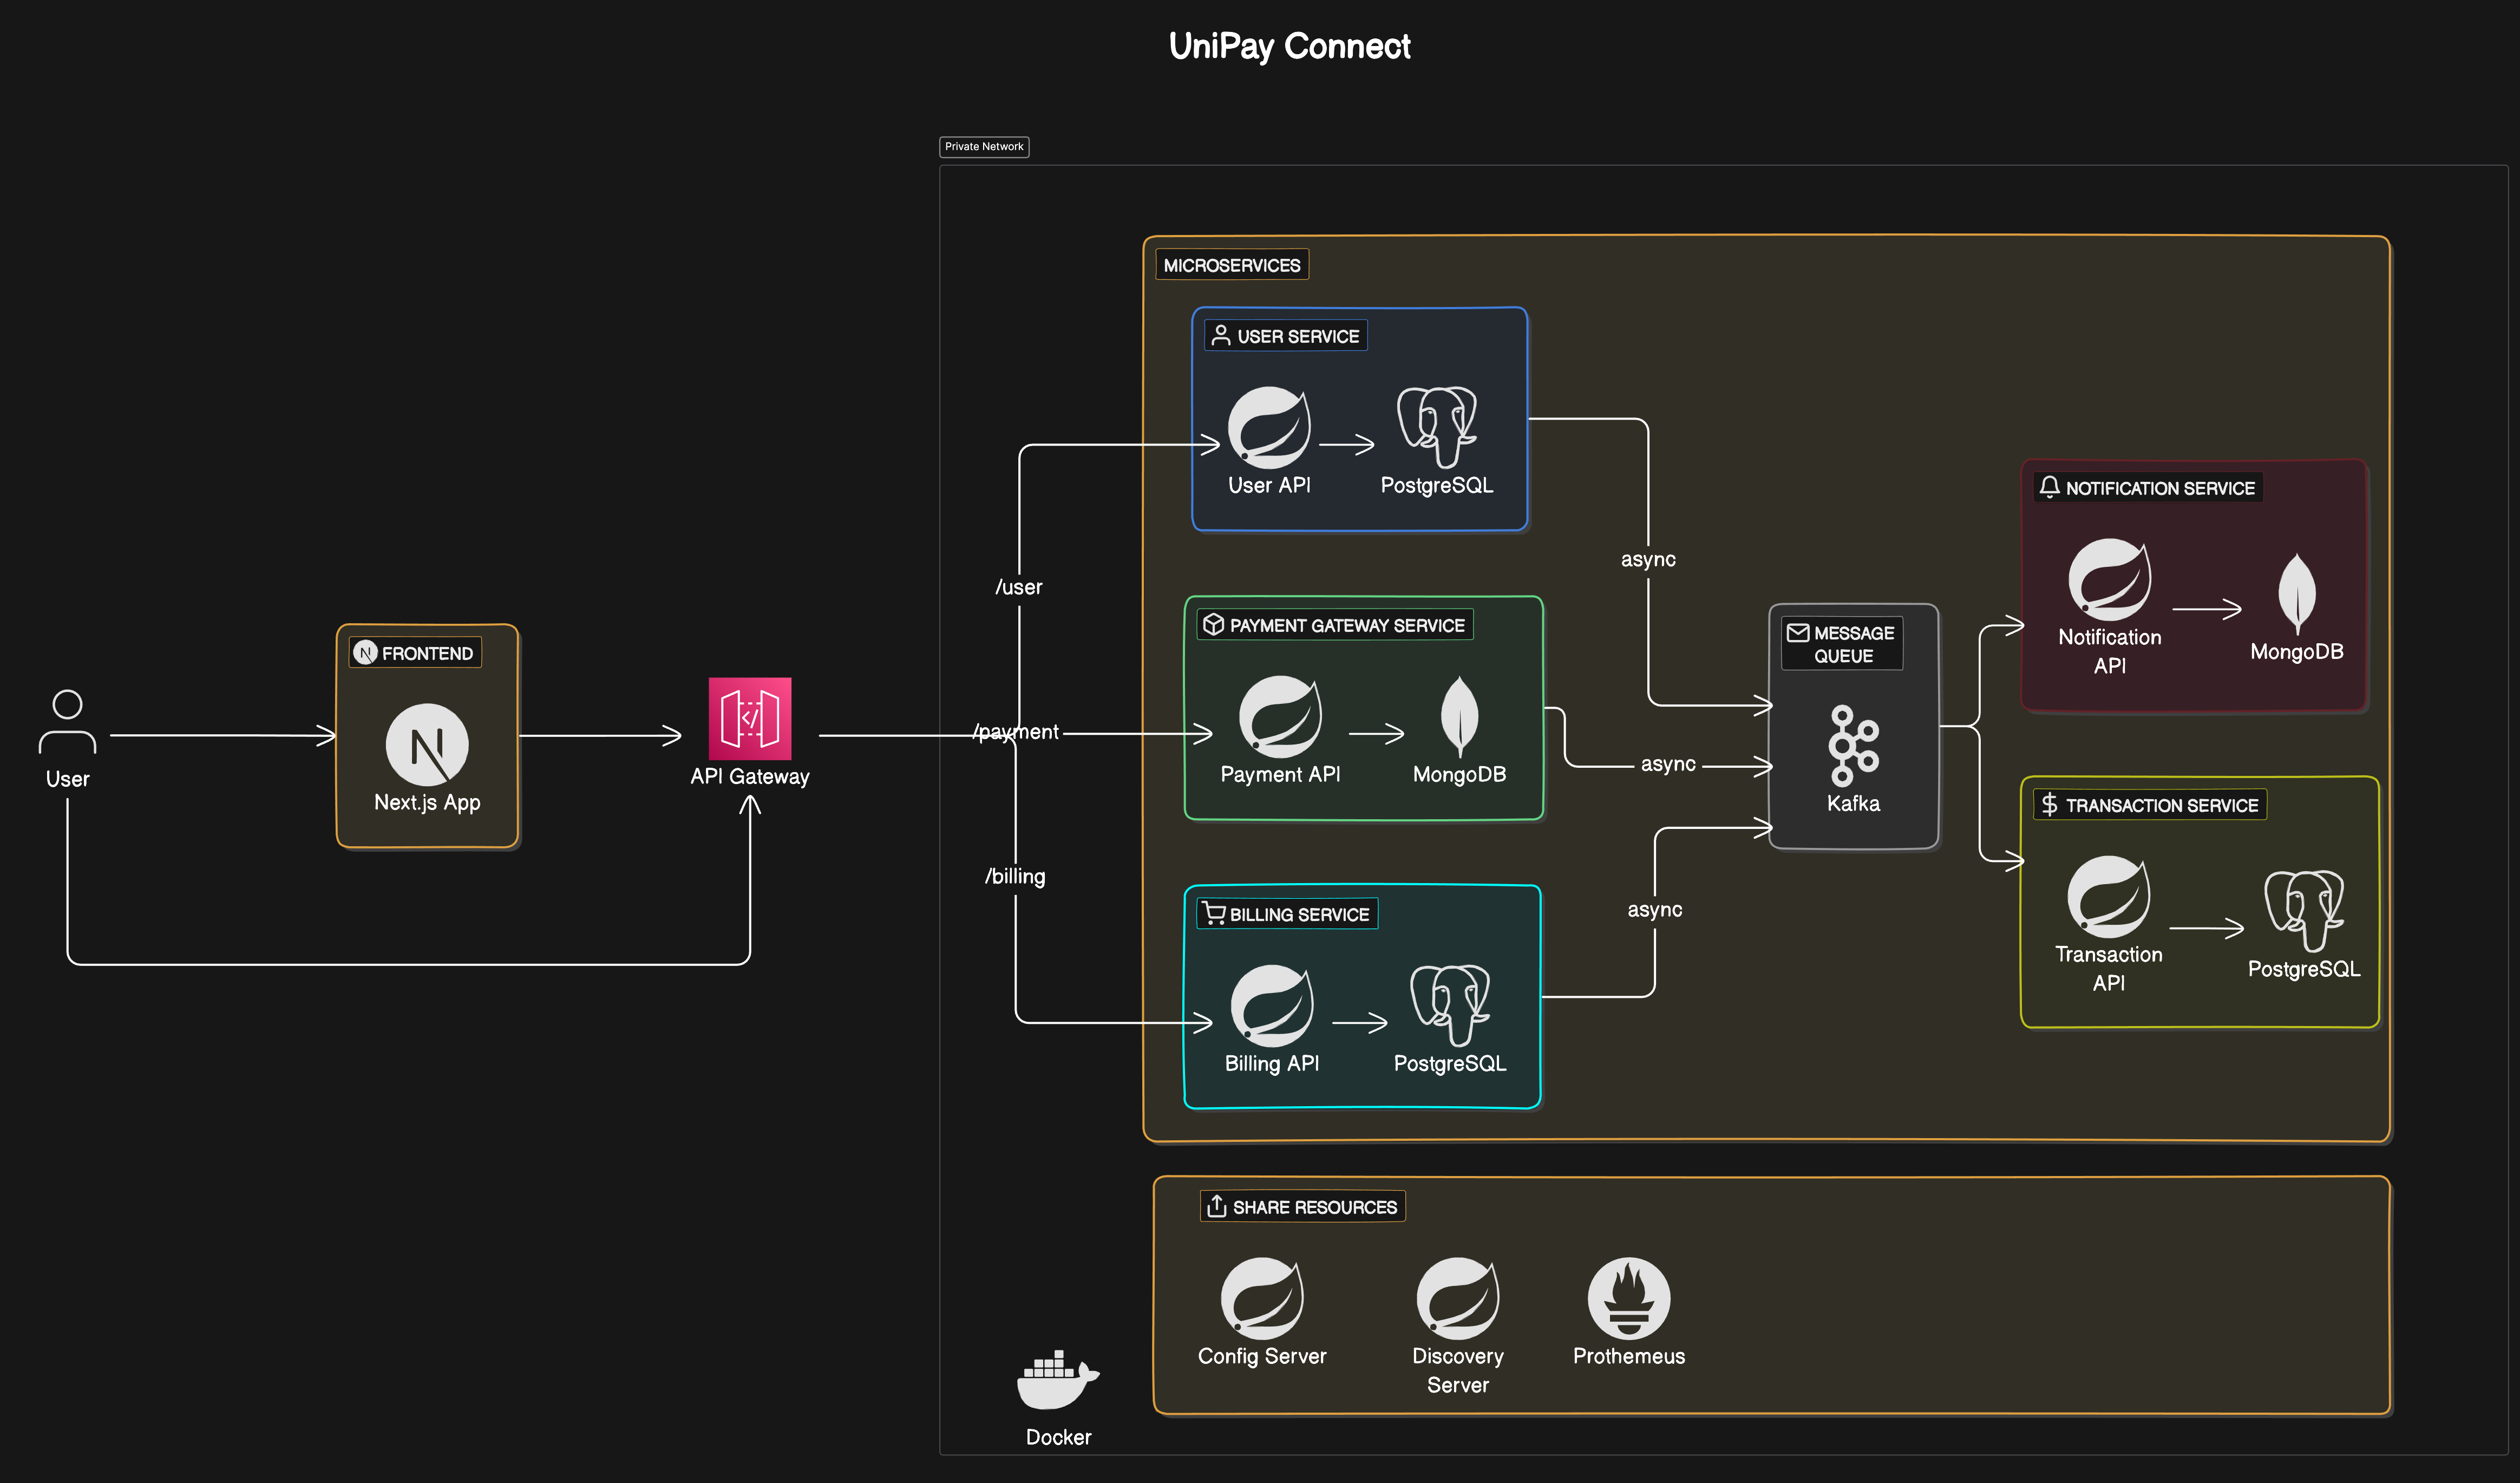 UniPay Connect
Private Network
MICROSERVICES
USER SERVICE
User API
PostgreSQL
/user
async
NOTIFICATION SERVICE
Notification
API
MongoDB
FRONTEND
Next.js App
User
API Gateway
/payment
PAYMENT GATEWAY SERVICE
Payment API
MongoDB
async
MESSAGE
QUEUE
Kafka
TRANSACTION SERVICE
Transaction
API
PostgreSQL
/billing
BILLING SERVICE
Billing API
PostgreSQL
async
SHARE RESOURCES
Config Server
Discovery
Server
Prothemeus
Docker